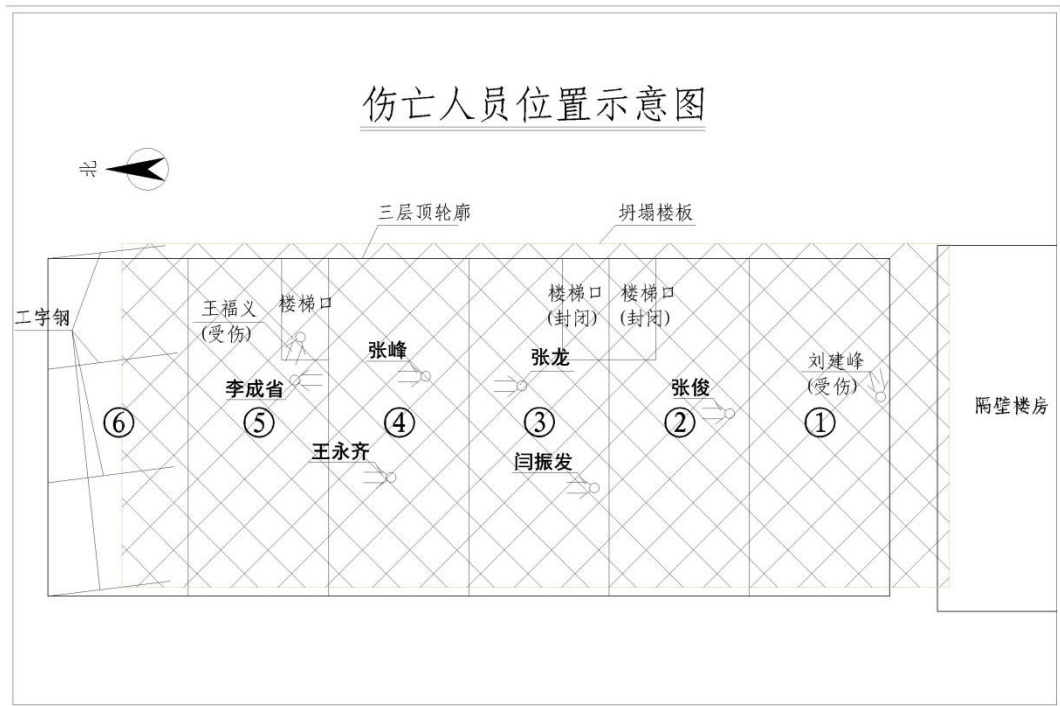 伤亡人员位置示意图
北
三层顶轮廓
坍塌楼板
工字钢
王福义
(受伤)
楼梯口
楼梯口
(封闭)
楼梯口
(封闭)
张峰
张龙
刘建峰
(受伤)
李成省
张俊
隔壁楼房
⑥
⑤
④
③
②
①
王永齐
闫振发